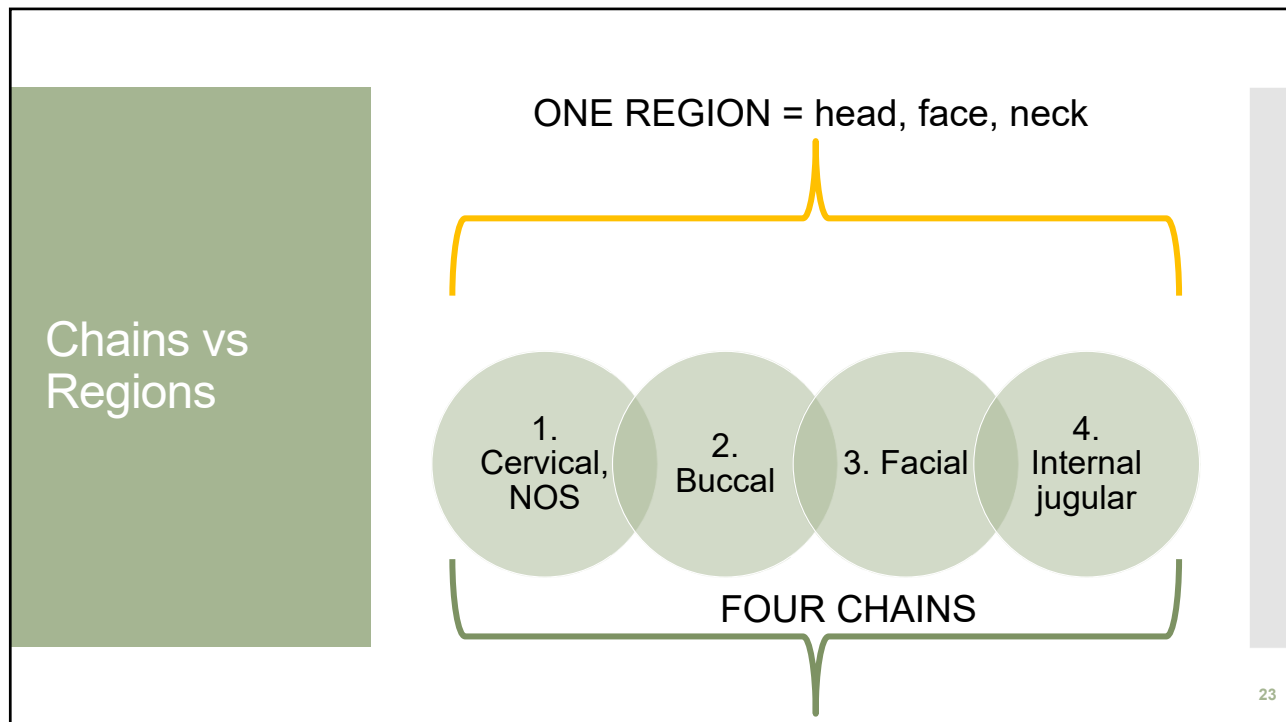 Chains vs
Regions
ONE REGION = head, face, neck
1.
Cervical,
NOS
2.
Buccal
3. Facial
4.
Internal
jugular
FOUR CHAINS
23